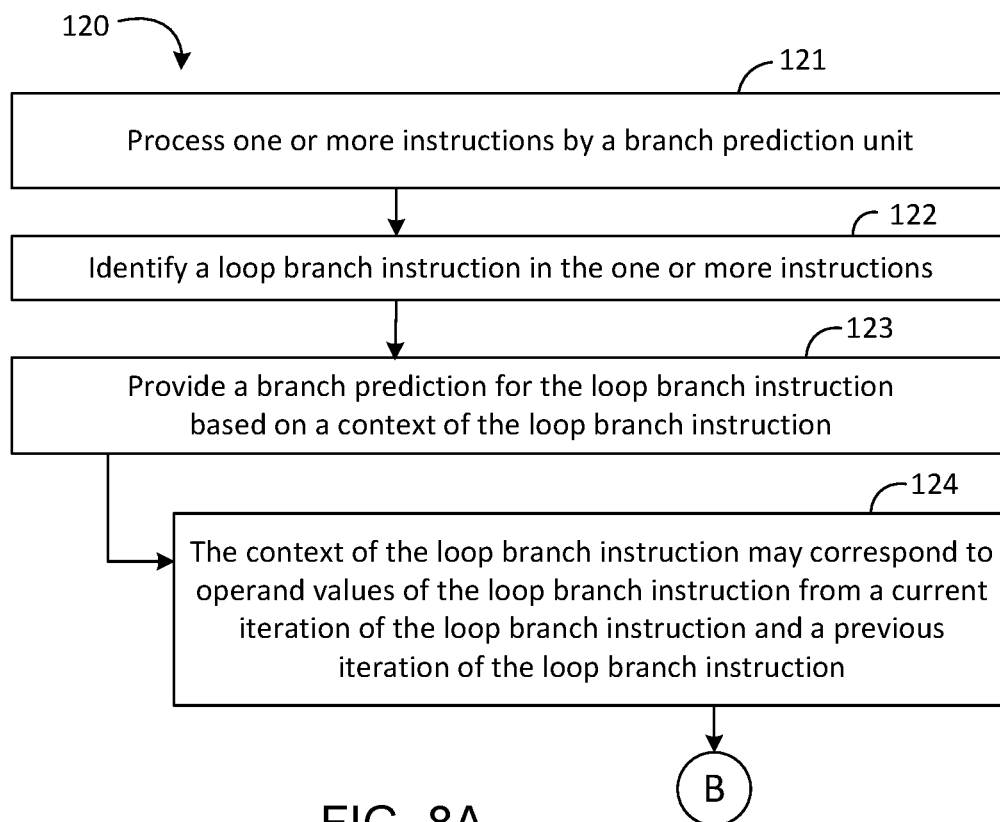 120
121
Process one or more instructions by a branch prediction unit
122
Identify a loop branch instruction in the one or more instructions
123
Provide a branch prediction for the loop branch instruction
based on a context of the loop branch instruction
124
The context of the loop branch instruction may correspond to
operand values of the loop branch instruction from a current
iteration of the loop branch instruction and a previous
iteration of the loop branch instruction
B
FIG. 8A